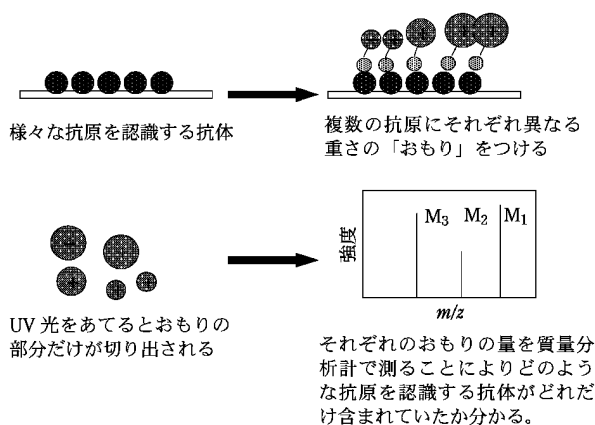 様々な抗原を認識する抗体
複数の抗原にそれぞれ異なる
重さの「おもり」をつける
UV 光をあてるとおもりの
部分だけが切り出される
強度
M₃ M₂ M₁
m/z
それぞれのおもりの量を質量分
析計で測ることによりどのよう
な抗原を認識する抗体がどれだ
け含まれていたか分かる。